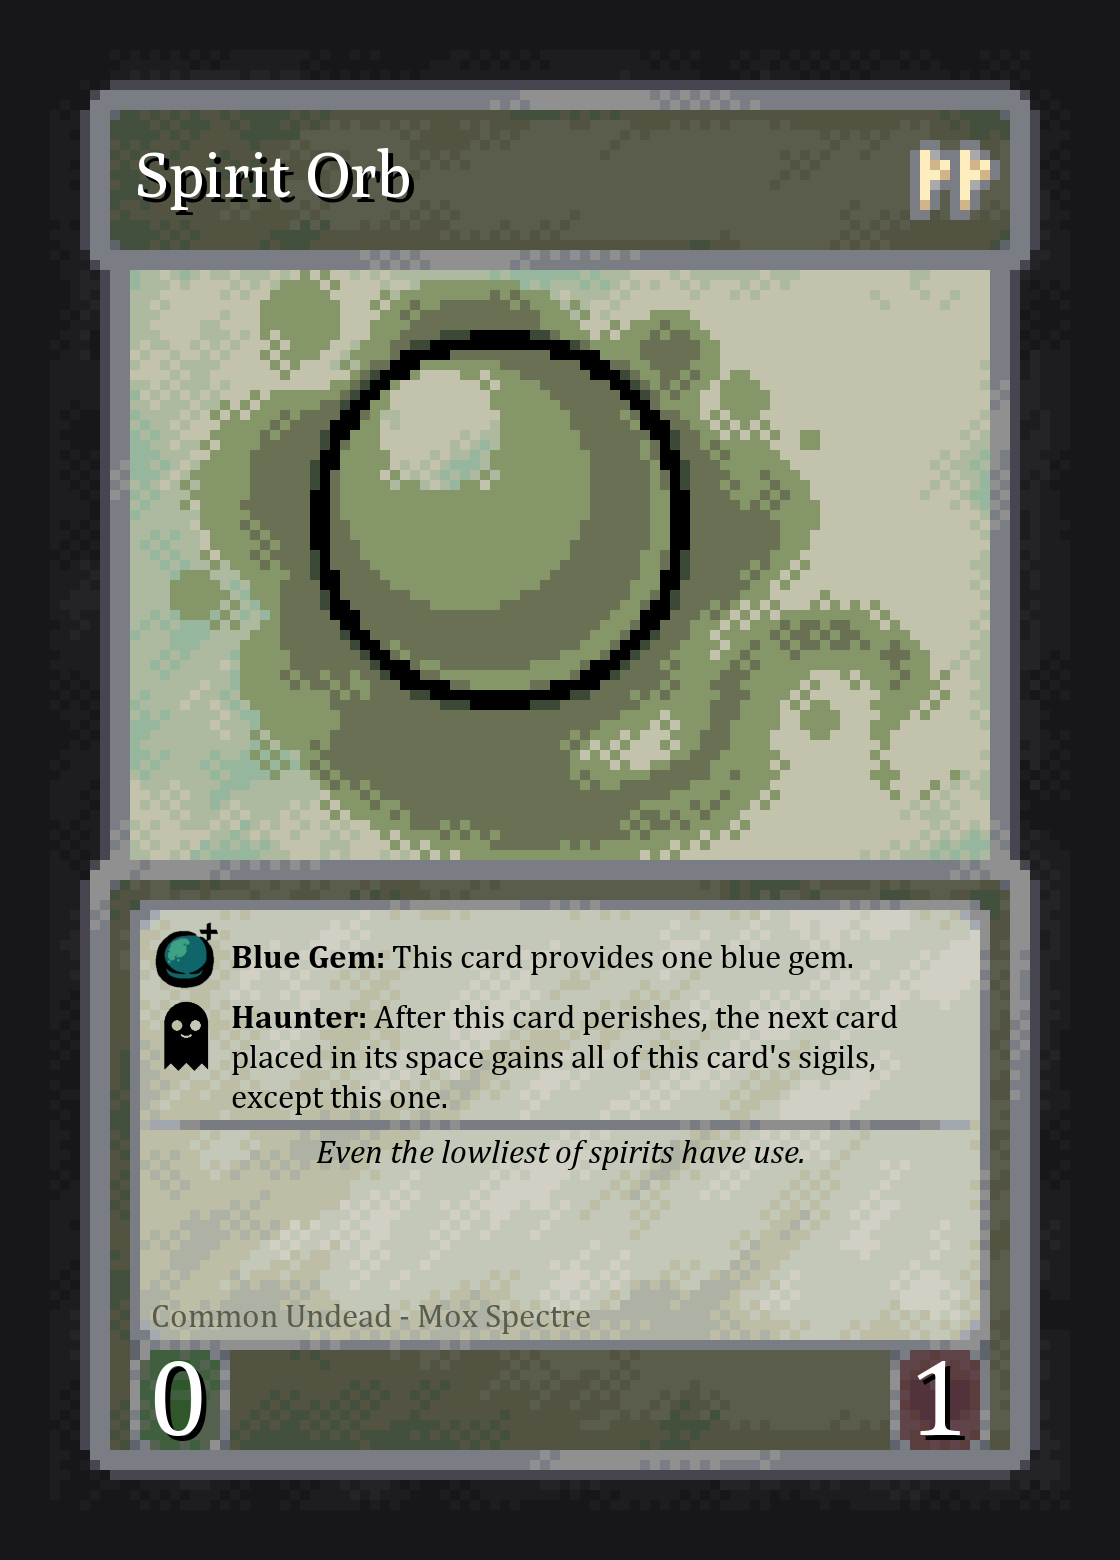 Spirit Orb
Blue Gem: This card provides one blue gem.
Haunter: After this card perishes, the next card
placed in its space gains all of this card's sigils,
except this one.
Even the lowliest of spirits have use.
Common Undead - Mox Spectre
0
1